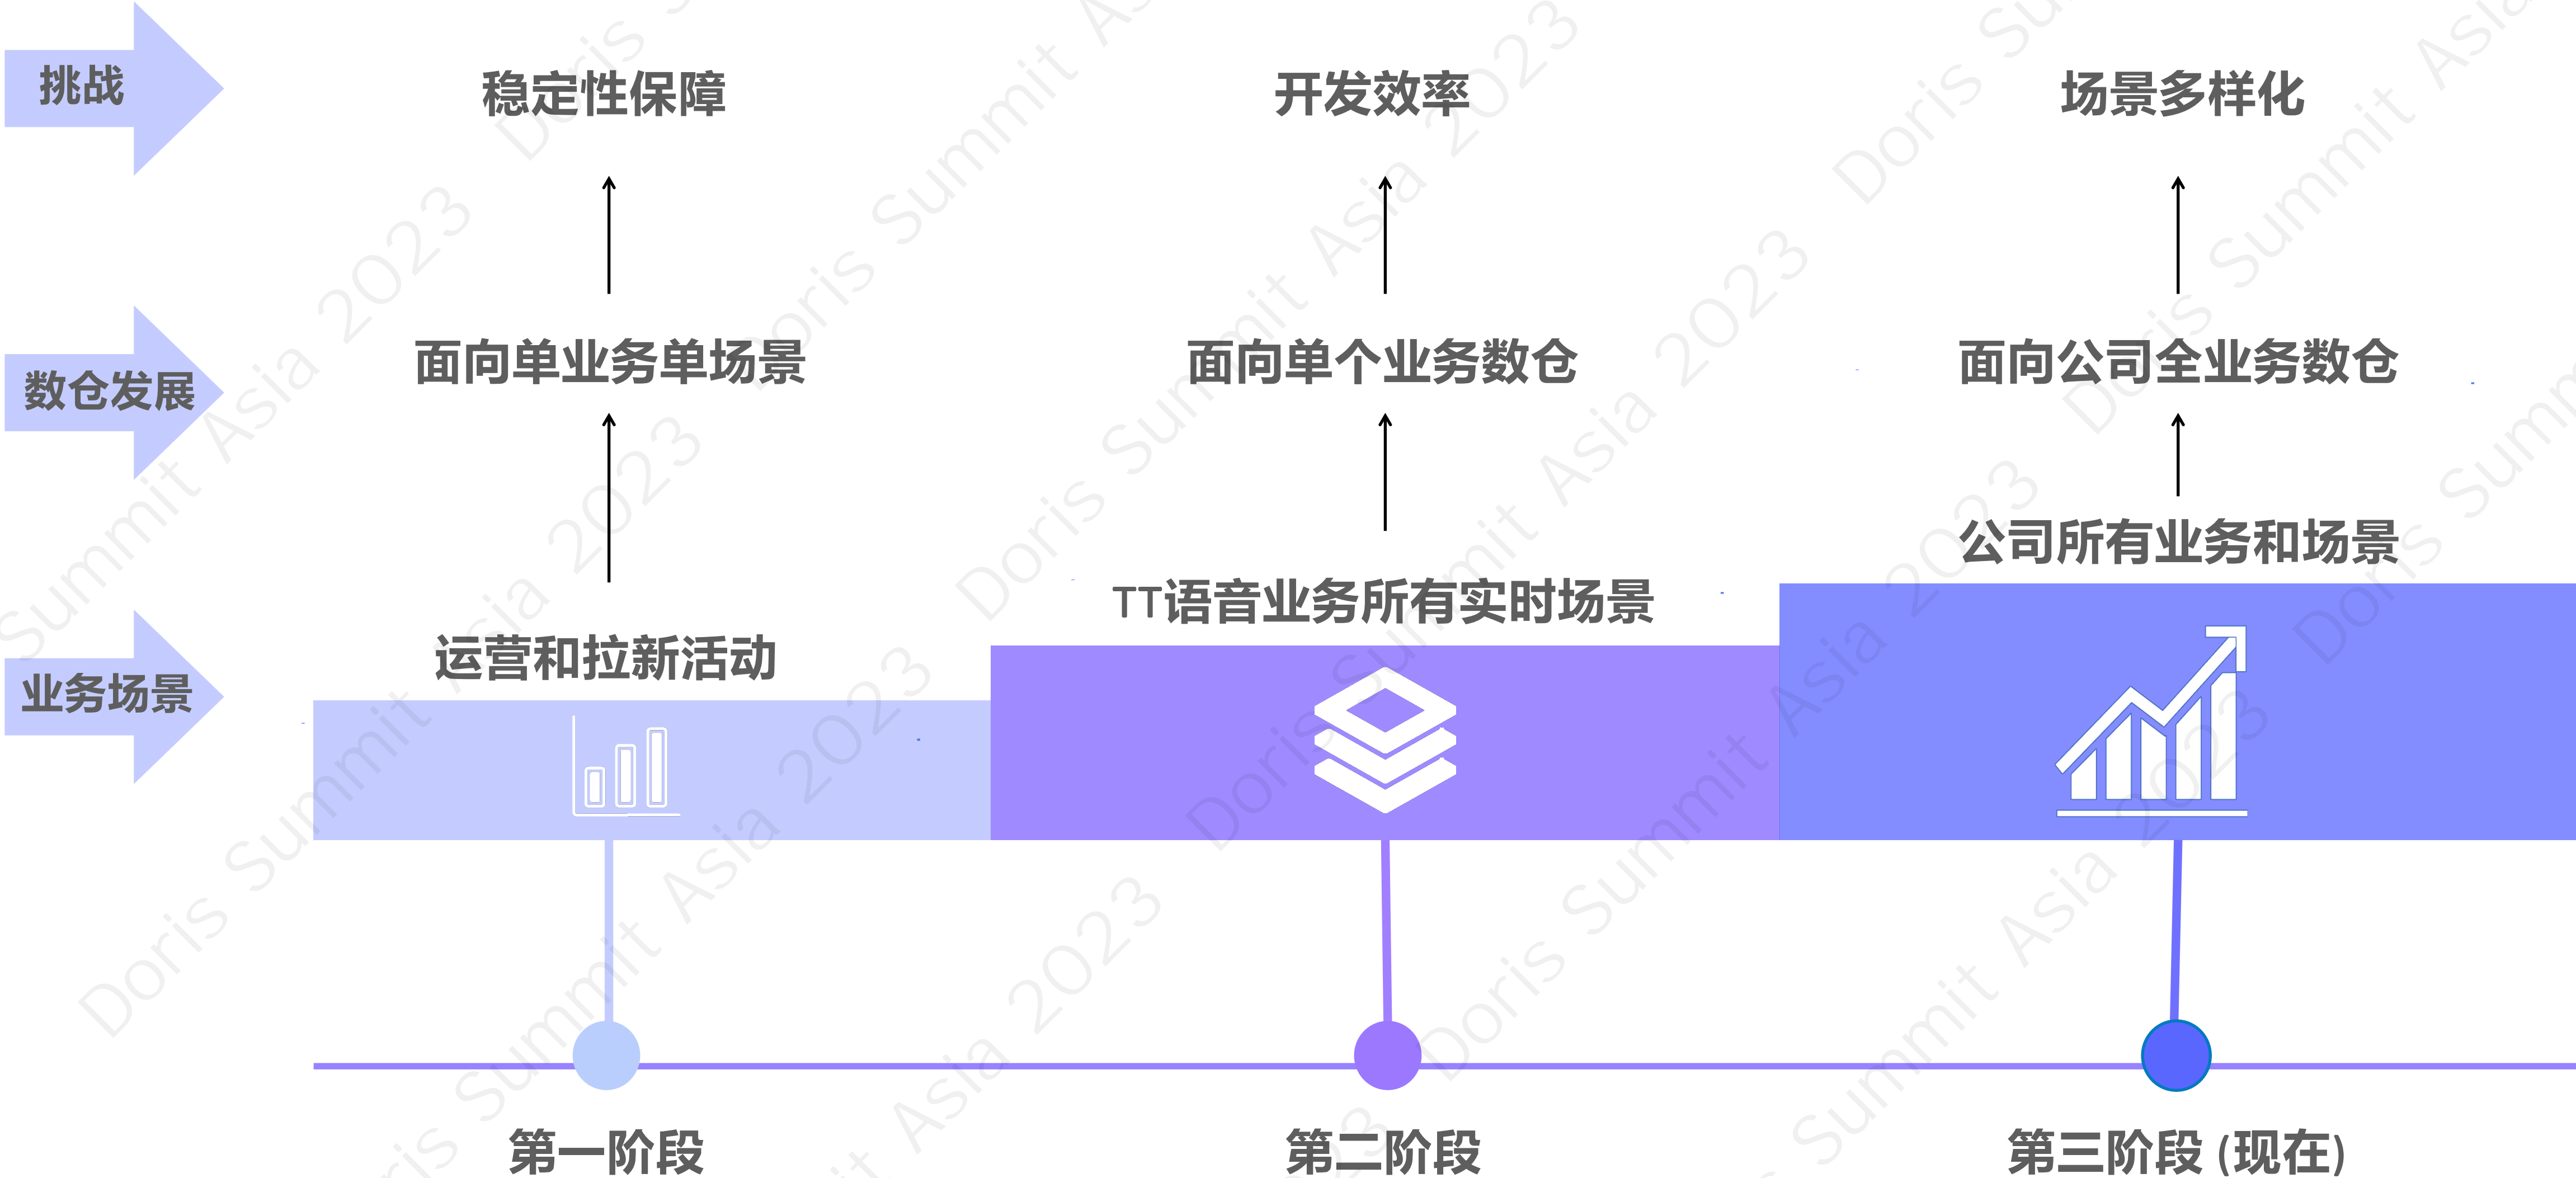 挑战
稳定性保障
开发效率
场景多样化
数仓发展
面向单业务单场景
面向单个业务数仓
面向公司全业务数仓
业务场景
运营和拉新活动
TT语音业务所有实时场景
公司所有业务和场景
第一阶段
第二阶段
第三阶段 (现在)
Doris Summit Asia 2023